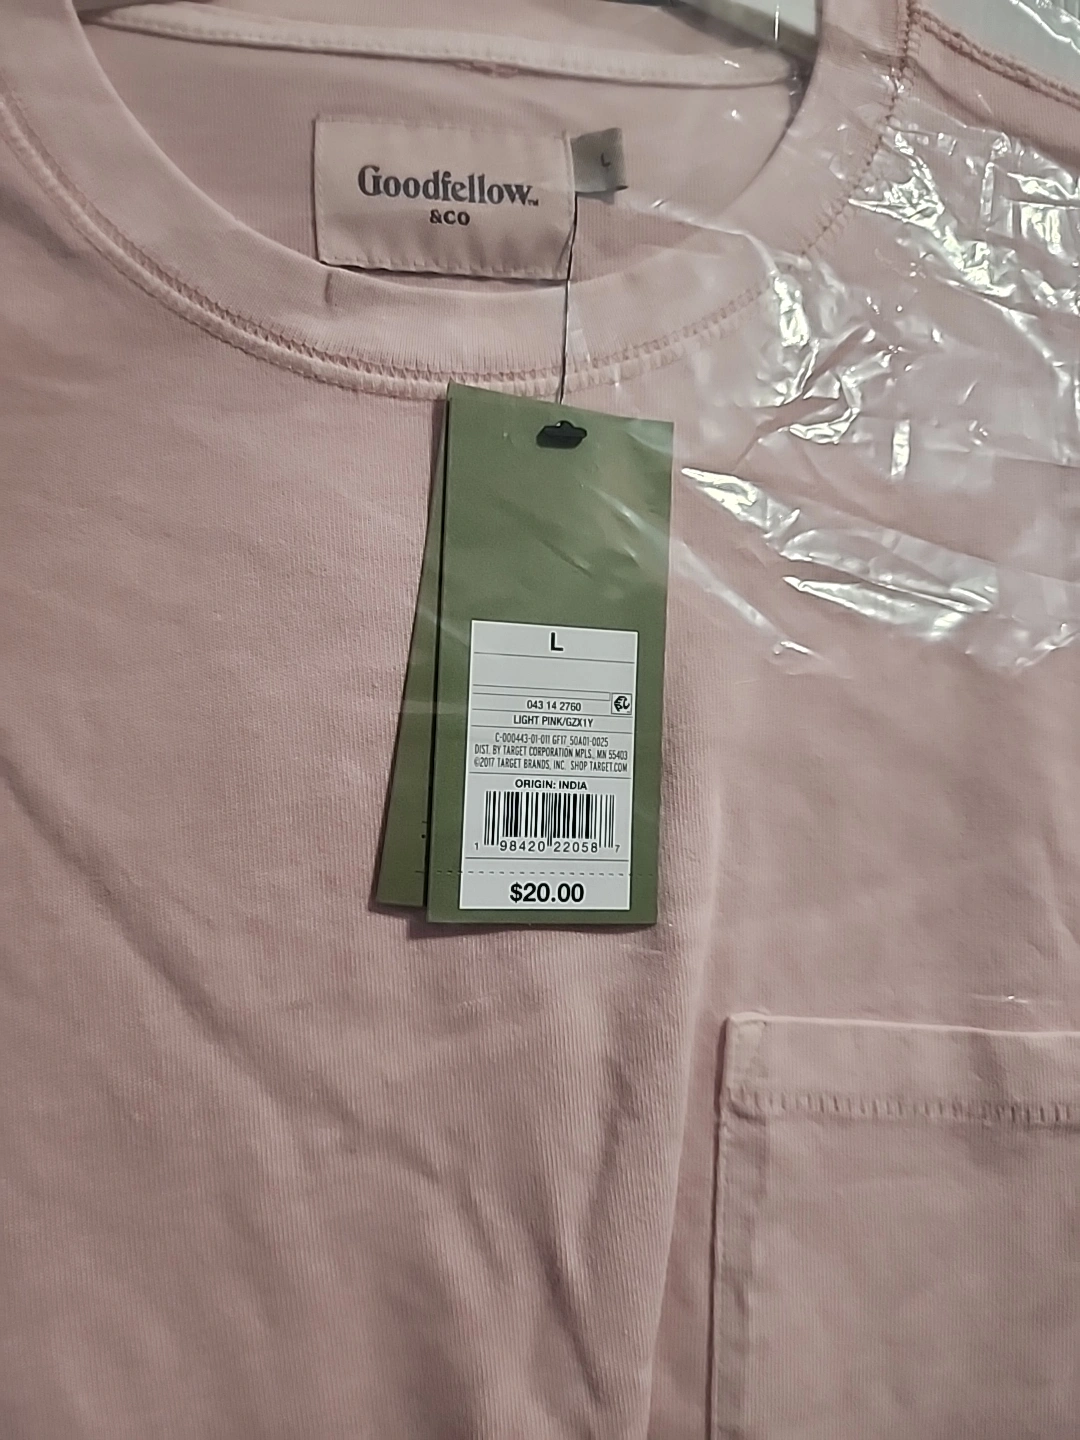 Goodfellow™
&CO
L
L
043 14 2760
LIGHT PINK/GZX1Y
C-000443-01-011 GF17 50A01-0025
DIST. BY TARGET CORPORATION MPLS., MN 55403
©2017 TARGET BRANDS, INC. SHOP TARGET.COM
ORIGIN: INDIA
1 98420 22058 7
$20.00